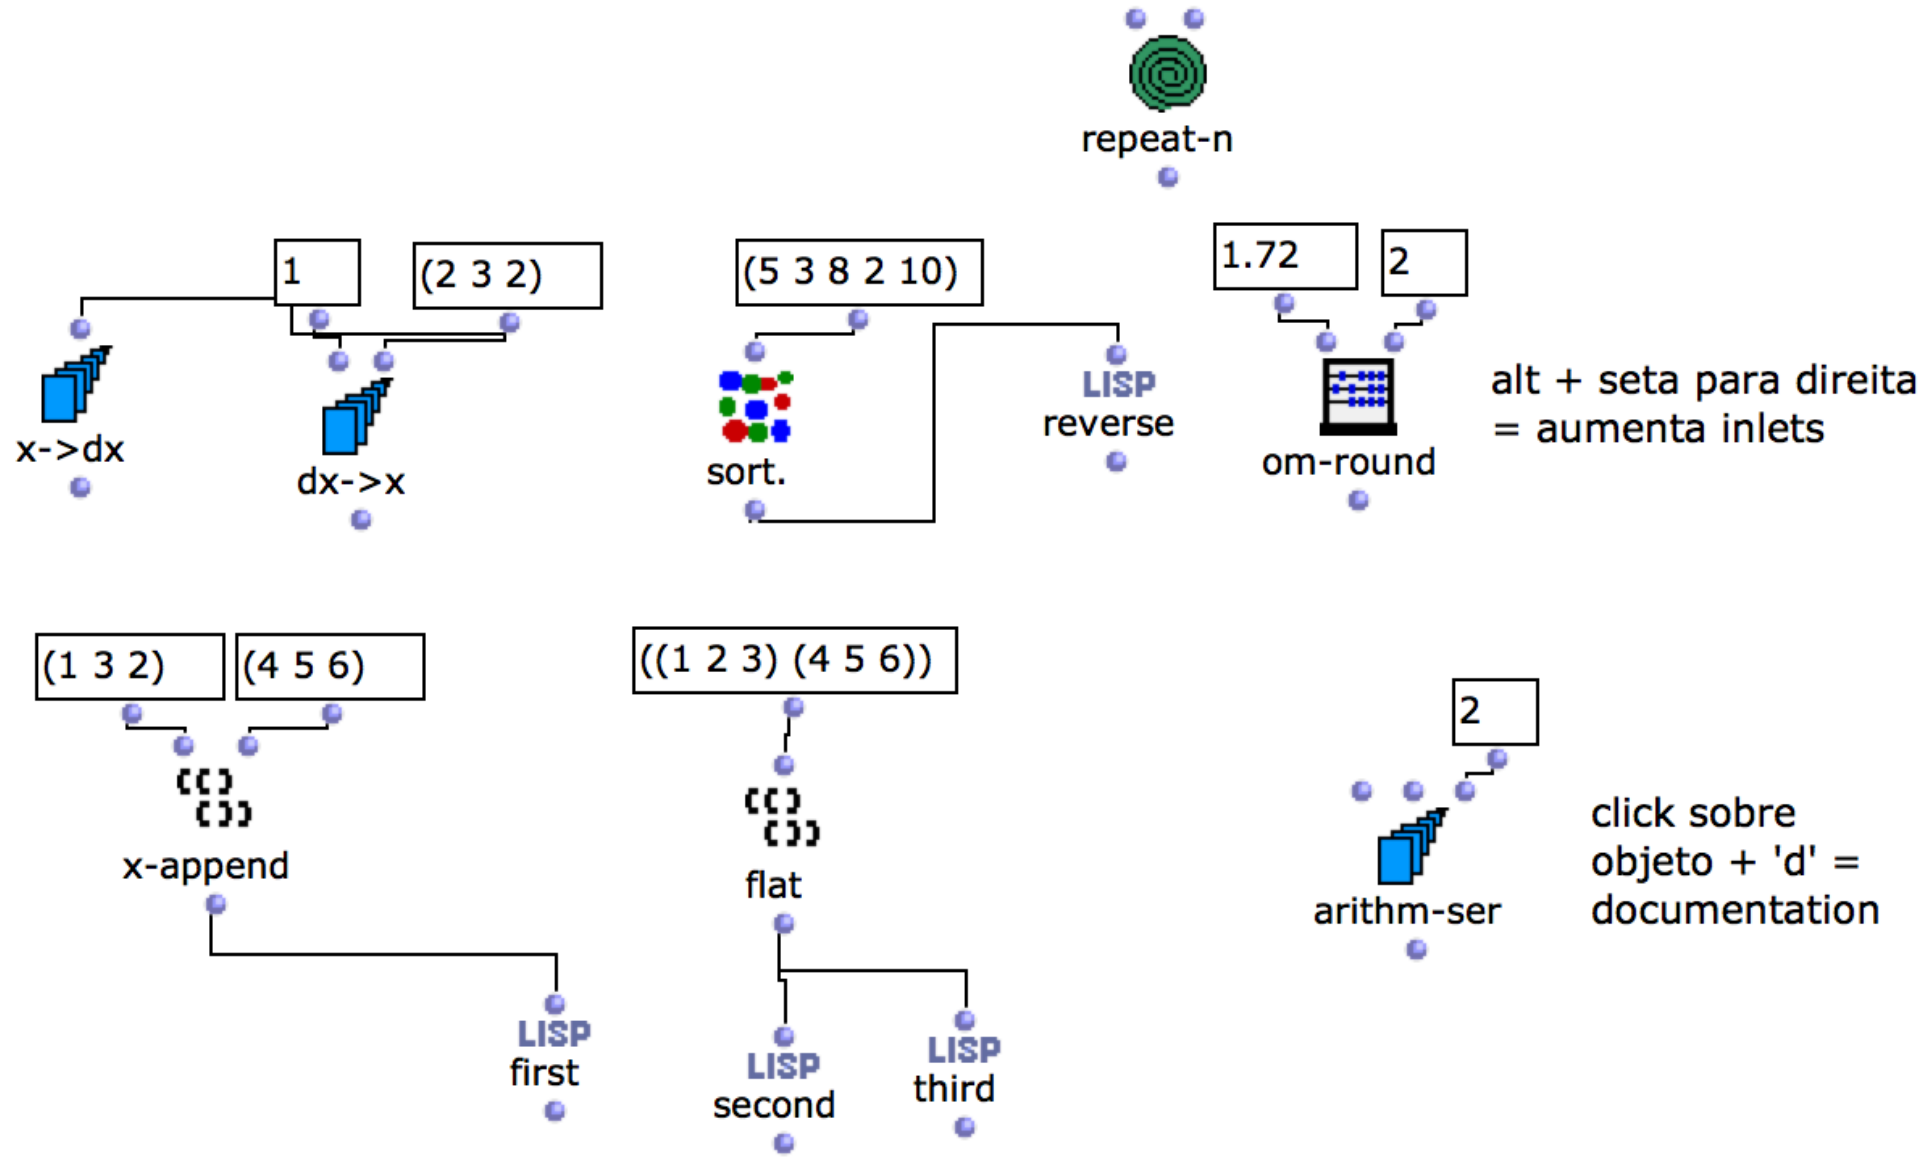 repeat-n
1
(2 3 2)
(5 3 8 2 10)
1.72
2
x->dx
dx->x
sort.
LISP
reverse
om-round
alt + seta para direita
= aumenta inlets
(1 3 2)
(4 5 6)
((1 2 3) (4 5 6))
2
x-append
flat
arithm-ser
click sobre
objeto + 'd' =
documentation
LISP
first
LISP
second
LISP
third